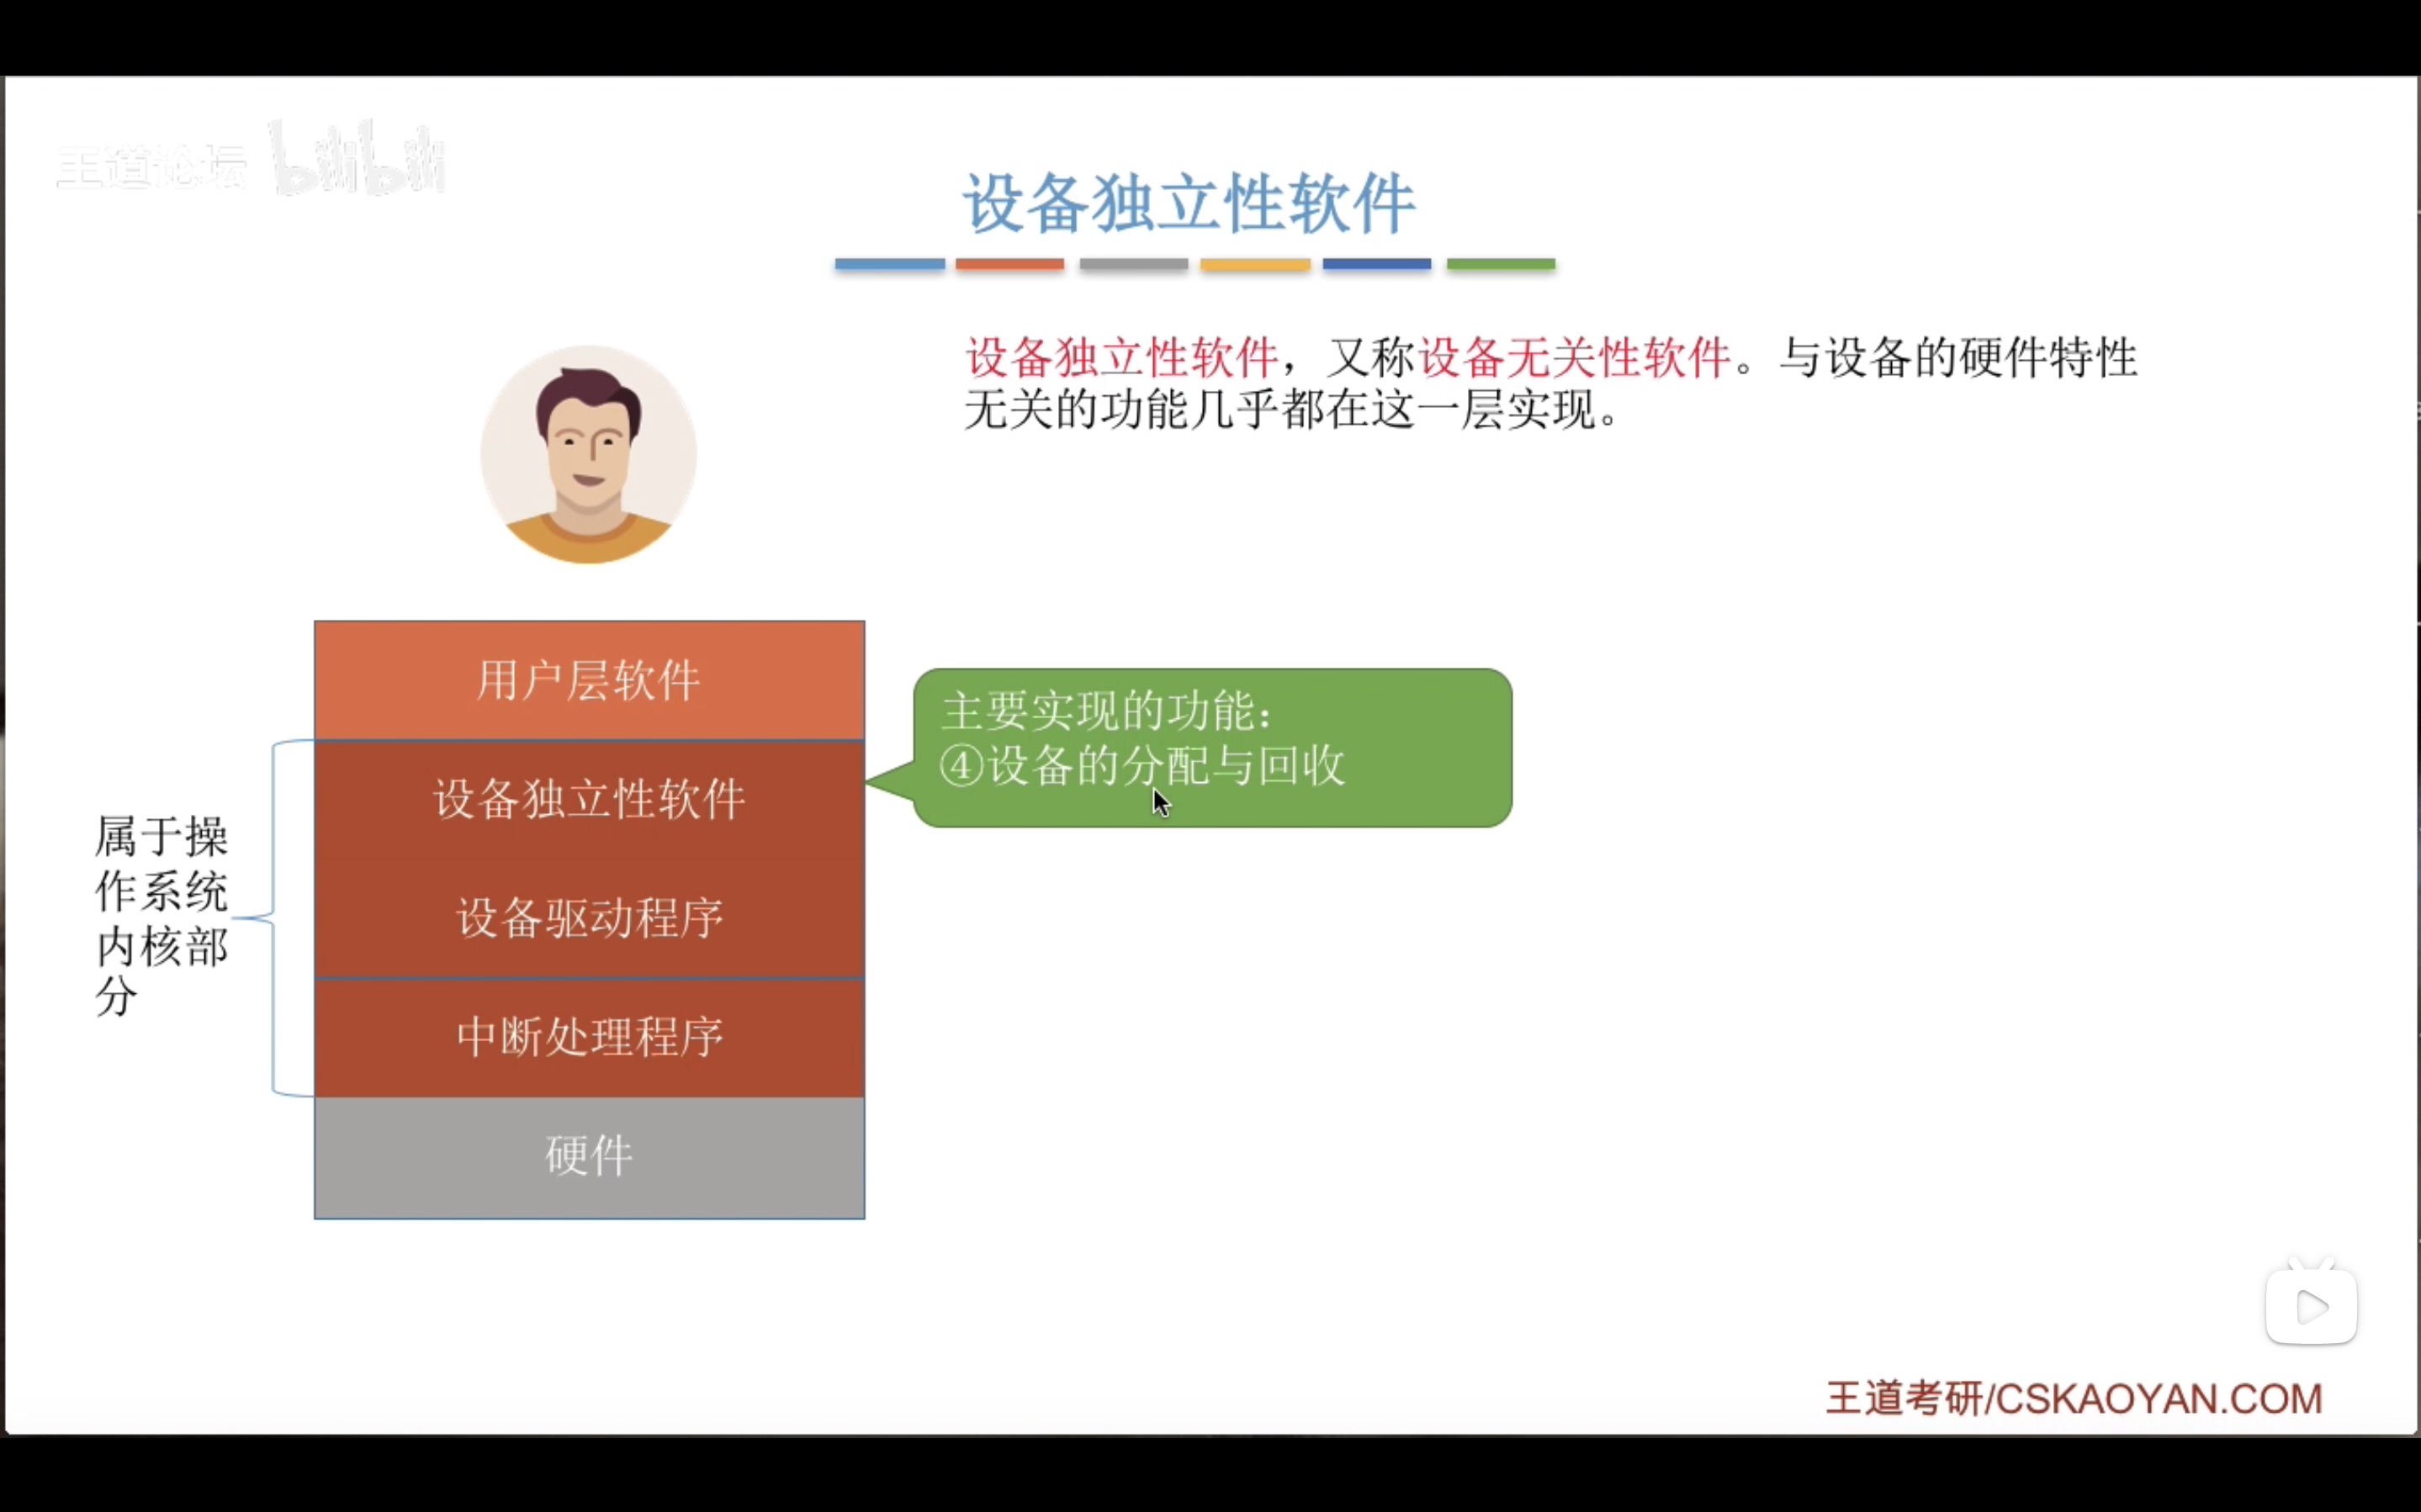 王道论坛 bilibili
设备独立性软件
设备独立性软件，又称设备无关性软件。与设备的硬件特性
无关的功能几乎都在这一层实现。
用户层软件
主要实现的功能：
④设备的分配与回收
设备独立性软件
属于操
作系统
内核部
分
设备驱动程序
中断处理程序
硬件
王道考研/CSKAOYAN.COM